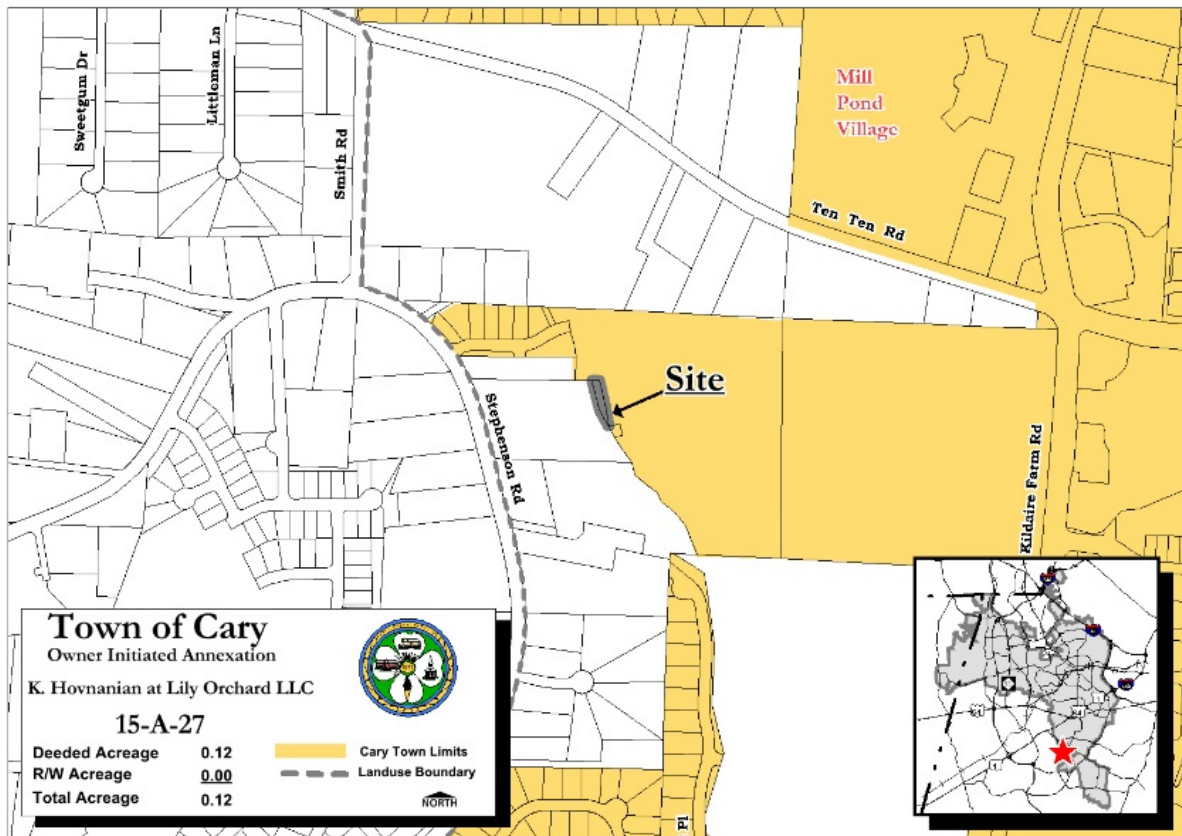 Sweetgum Dr
Littleman Ln
Smith Rd
Mill
Pond
Village
Ten Ten Rd
Site
Stephenson Rd
Kildaire Farm Rd
Pl
Town of Cary
Owner Initiated Annexation
K. Hovnanian at Lily Orchard LLC
15-A-27
Deeded Acreage 0.12
R/W Acreage 0.00
Total Acreage 0.12
Cary Town Limits
Landuse Boundary
NORTH